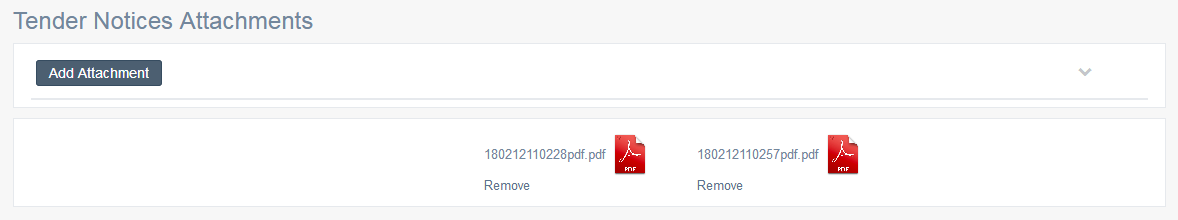 Tender Notices Attachments
Add Attachment
180212110228pdf.pdf PDF 180212110257pdf.pdf PDF
Remove Remove